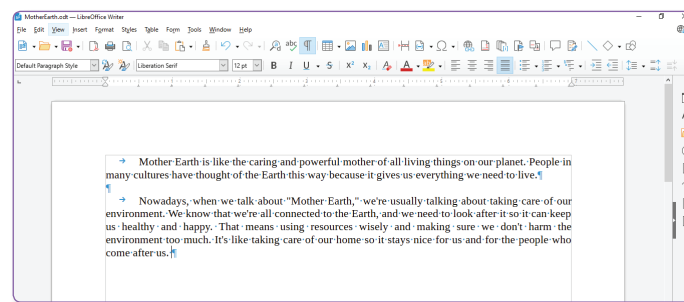 MotherEarth.odt — LibreOffice Writer
File Edit View Insert Format Styles Table Form Tools Window Help
Default Paragraph Style Liberation Serif 12 pt B I U S X² X₂ A
Mother Earth is like the caring and powerful mother of all living things on our planet. People in
many cultures have thought of the Earth this way because it gives us everything we need to live.¶
¶
Nowadays, when we talk about "Mother Earth," we're usually talking about taking care of our
environment. We know that we're all connected to the Earth, and we need to look after it so it can keep
us healthy and happy. That means using resources wisely and making sure we don't harm the
environment too much. It's like taking care of our home so it stays nice for us and for the people who
come after us.¶